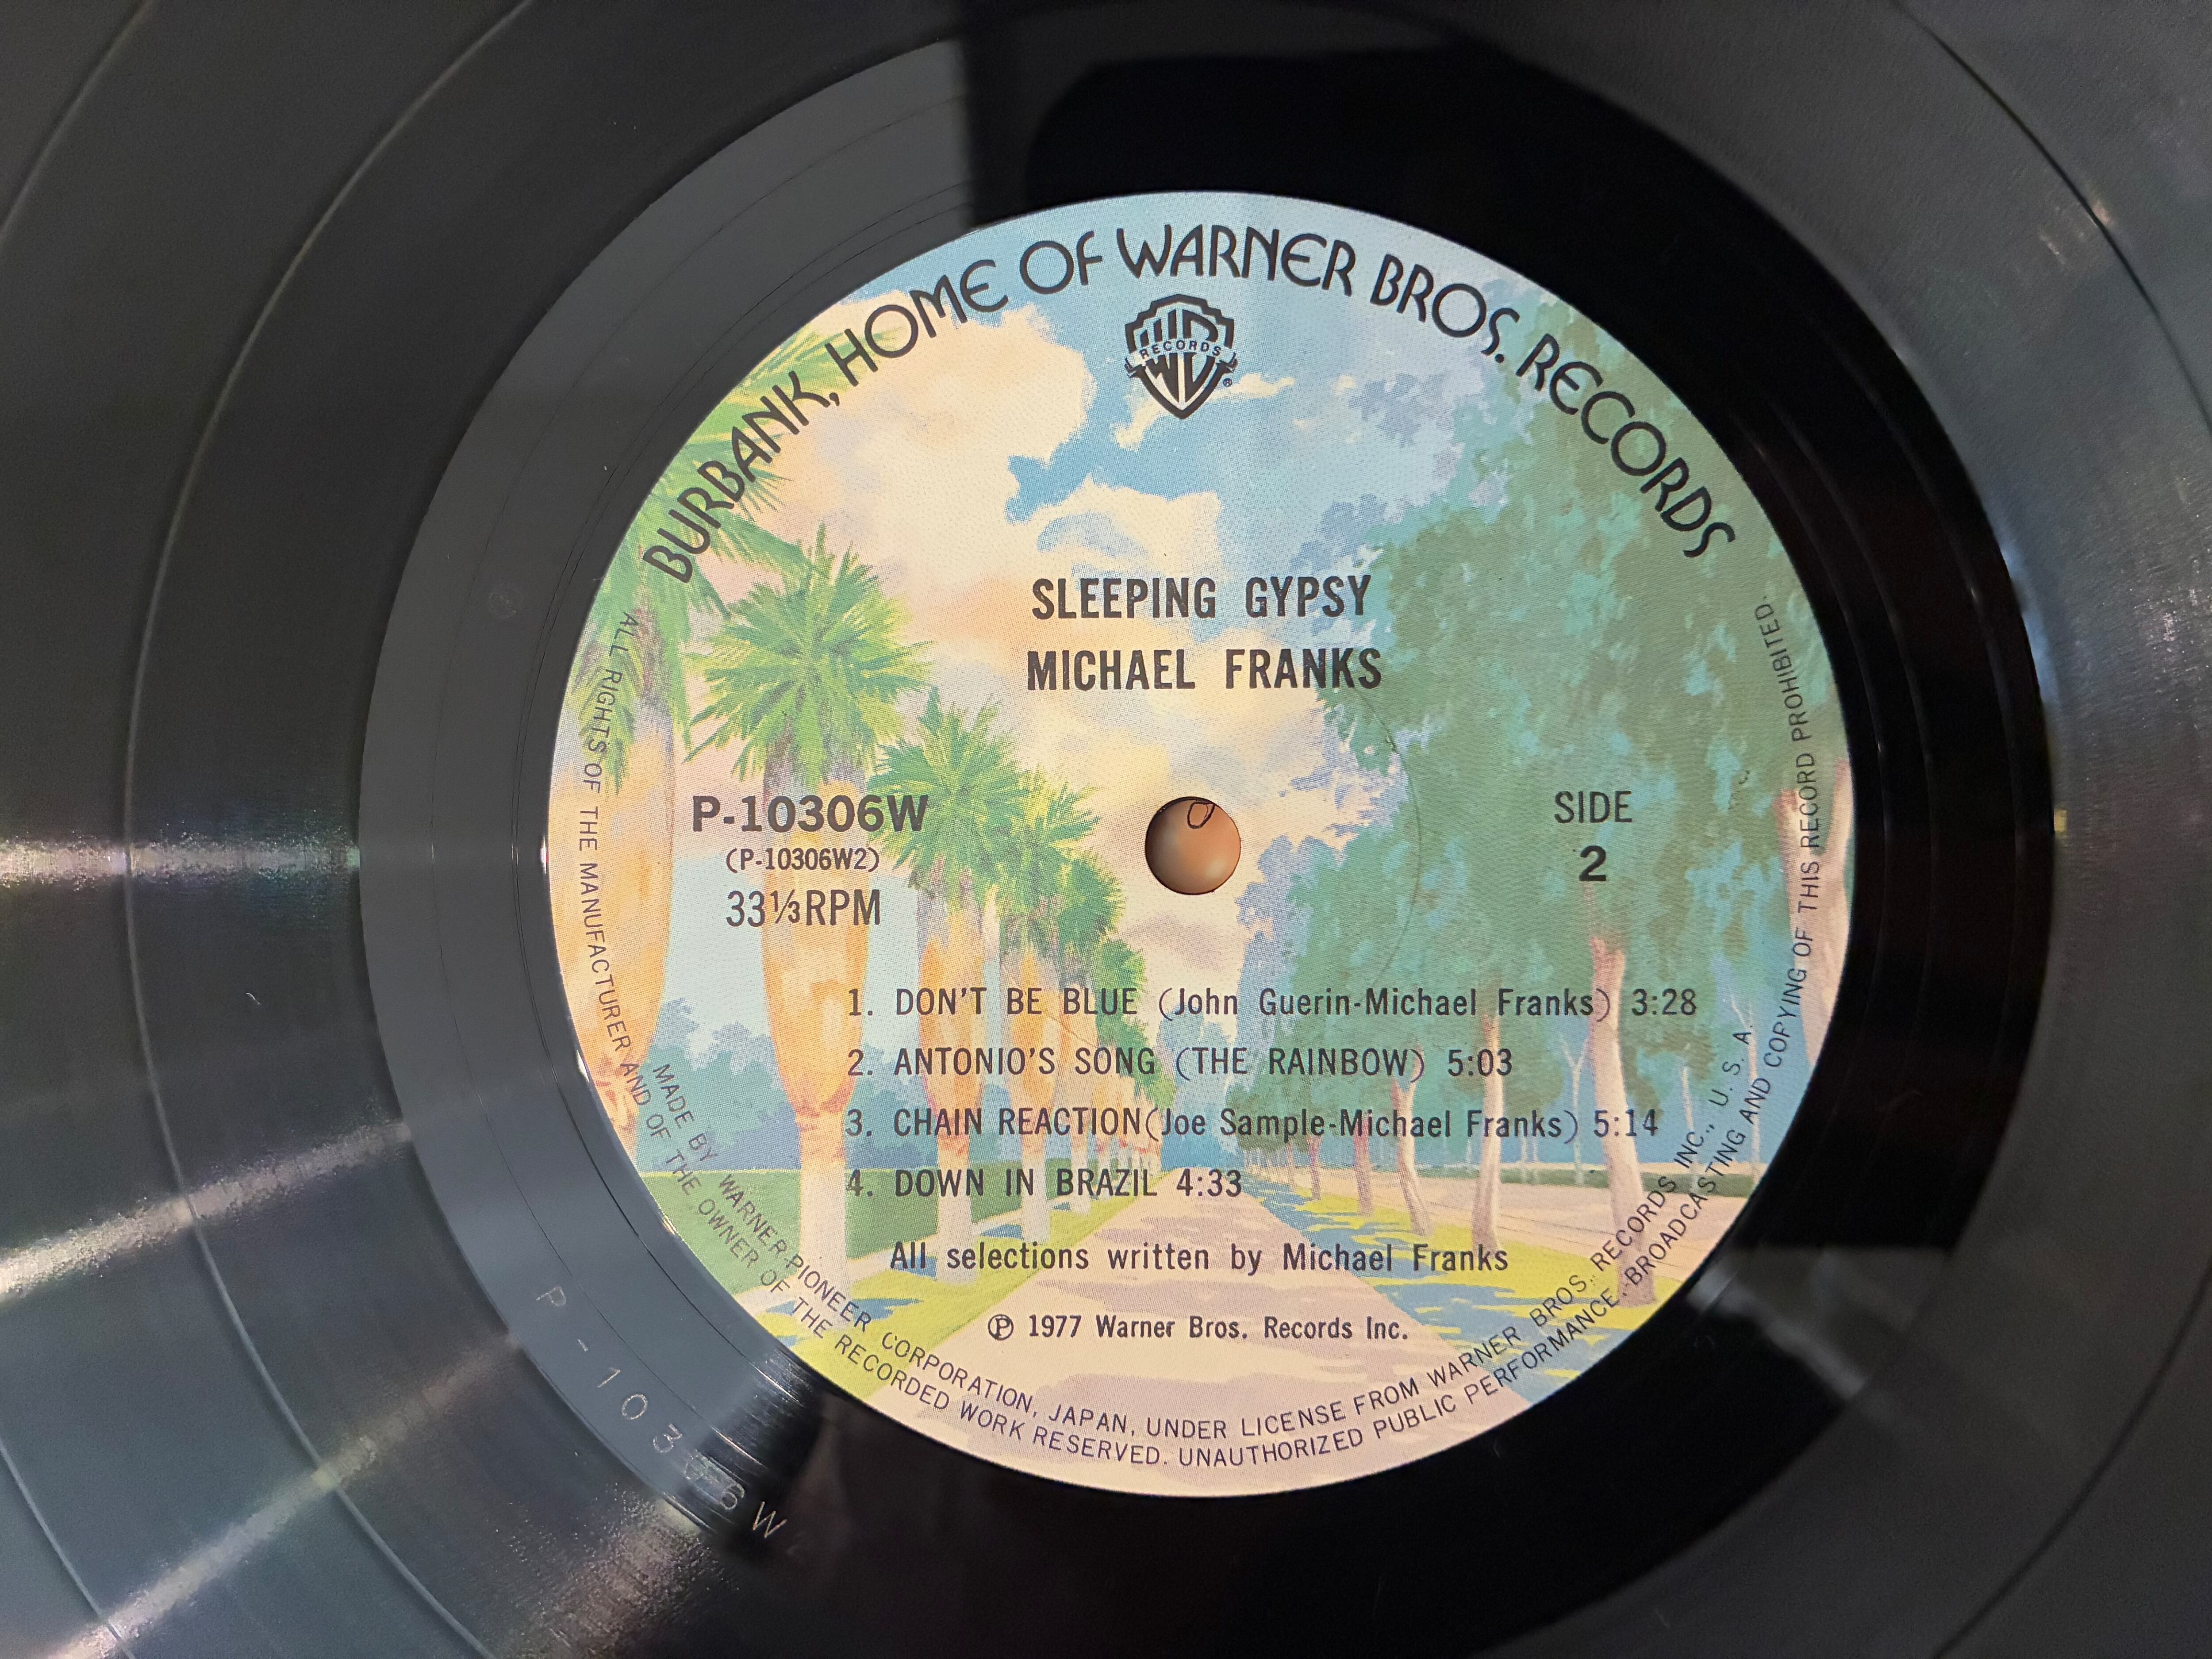 BURBANK, HOME OF WARNER BROS. RECORDS
RECORDS
®
SLEEPING GYPSY
MICHAEL FRANKS
P-10306W
(P-10306W2)
33⅓RPM
SIDE
2
1. DON'T BE BLUE (John Guerin-Michael Franks) 3:28
2. ANTONIO'S SONG (THE RAINBOW) 5:03
3. CHAIN REACTION(Joe Sample-Michael Franks) 5:14
4. DOWN IN BRAZIL 4:33
All selections written by Michael Franks
℗ 1977 Warner Bros. Records Inc.
MADE BY WARNER-PIONEER CORPORATION, JAPAN, UNDER LICENSE FROM WARNER BROS. RECORDS INC., U. S. A.
ALL RIGHTS OF THE MANUFACTURER AND OF THE OWNER OF THE RECORDED WORK RESERVED. UNAUTHORIZED PUBLIC PERFORMANCE, BROADCASTING AND COPYING OF THIS RECORD PROHIBITED.
P-10306W